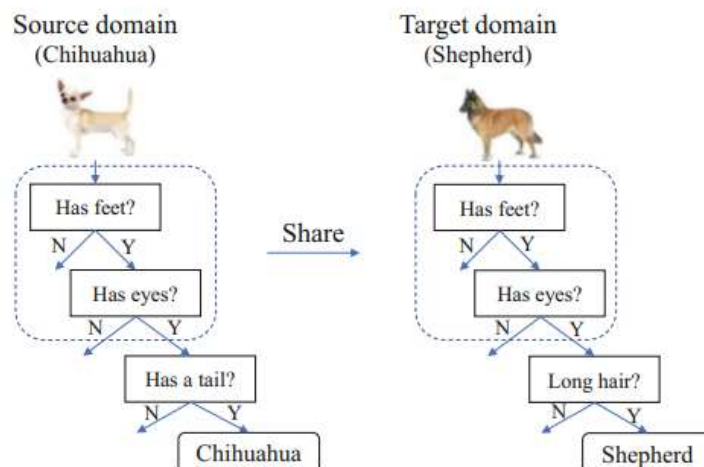 Source domain
(Chihuahua)
Target domain
(Shepherd)
Has feet?
N
Y
Has eyes?
N
Y
Has a tail?
N
Y
Chihuahua
Share
Has feet?
N
Y
Has eyes?
N
Y
Long hair?
N
Y
Shepherd